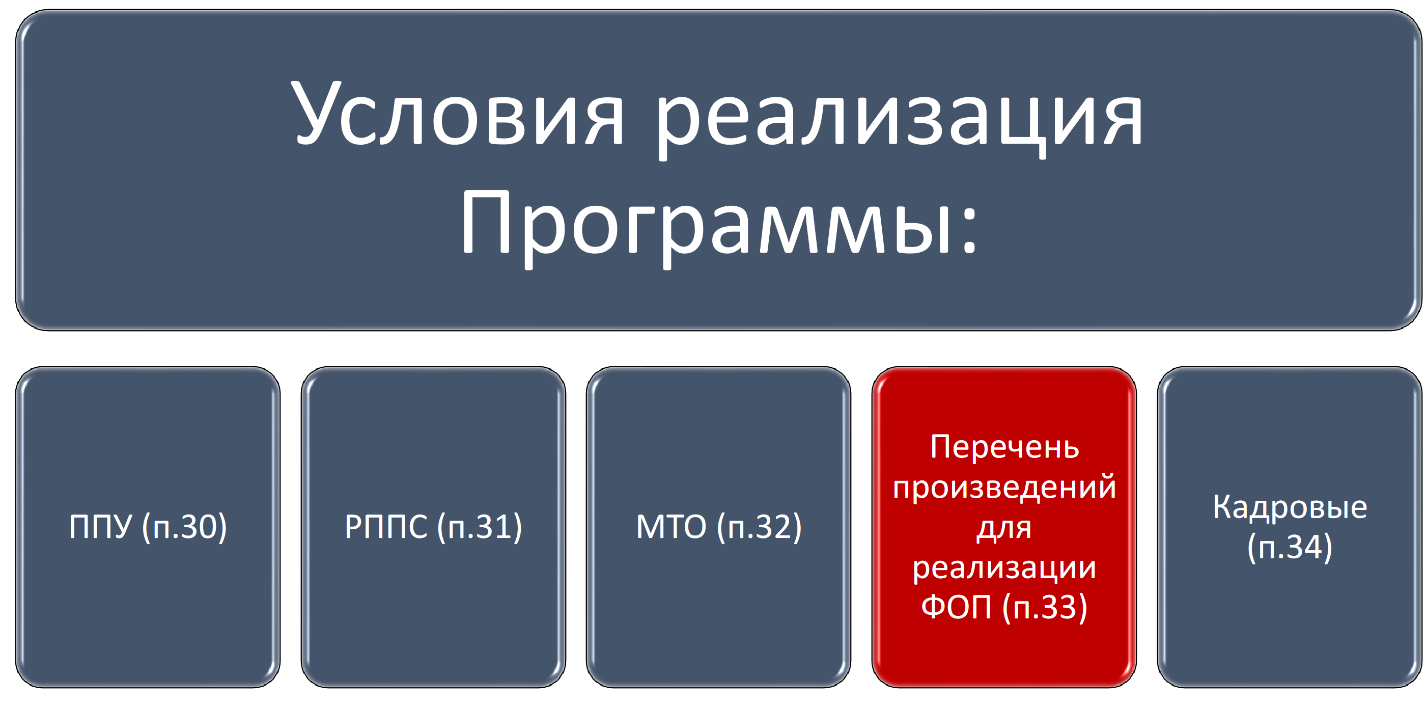 Условия реализация
Программы:
ППУ (п.30)
РППС (п.31)
МТО (п.32)
Перечень
произведений
для
реализации
ФОП (п.33)
Кадровые
(п.34)